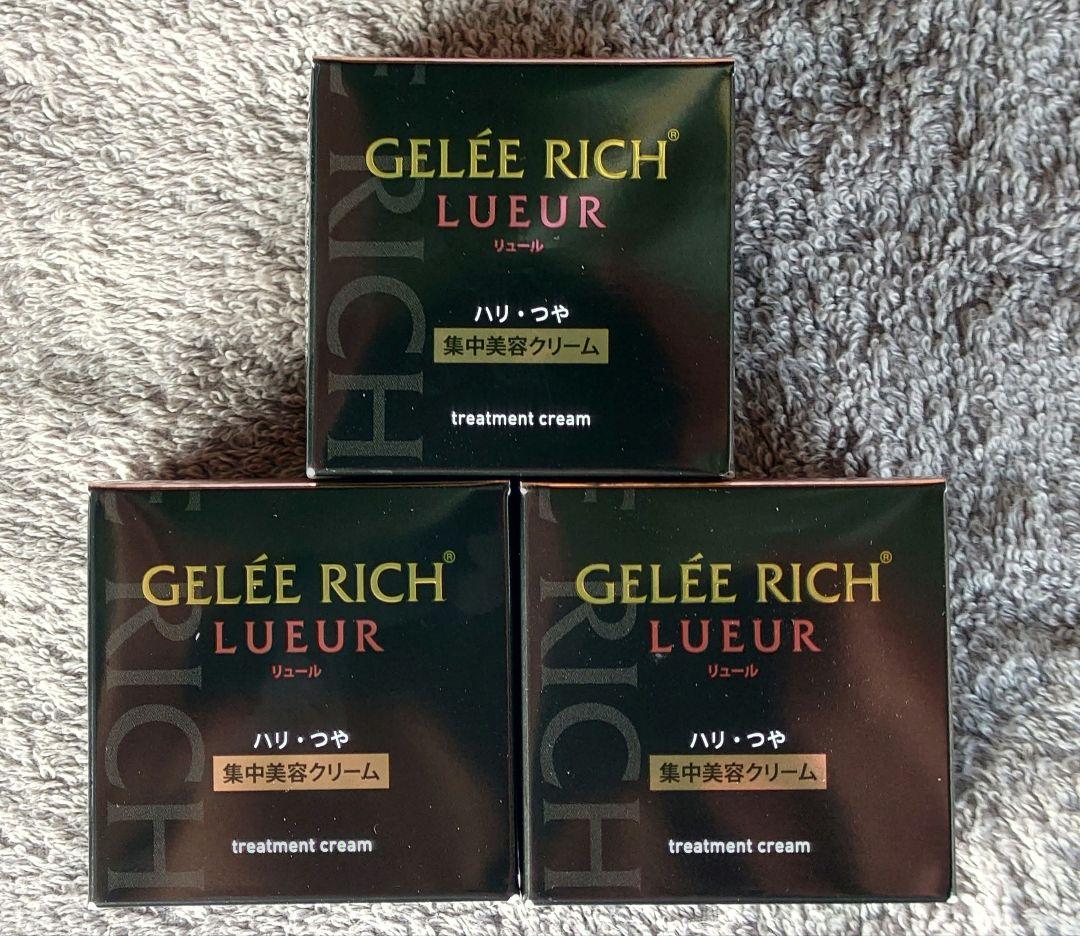 GELÉE RICH®
LUEUR
リュール
ハリ・つや
集中美容クリーム
treatment cream
E RICH
GELÉE RICH®
LUEUR
リュール
ハリ・つや
集中美容クリーム
treatment cream
E RICH
GELÉE RICH®
LUEUR
リュール
ハリ・つや
集中美容クリーム
treatment cream
E RICH